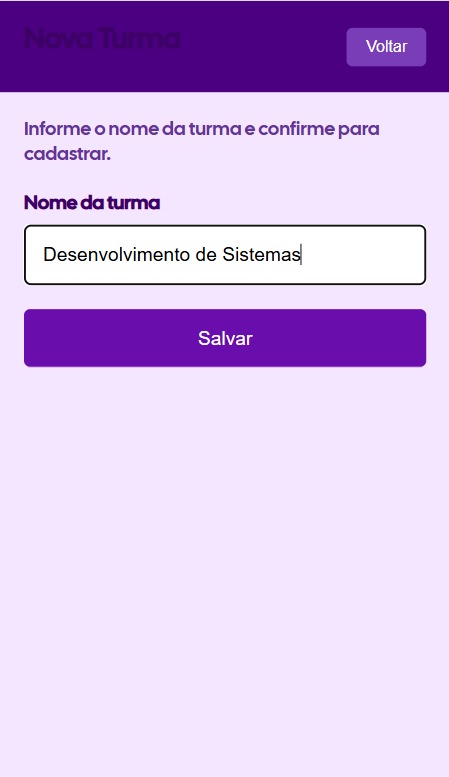 Nova Turma
Voltar
Informe o nome da turma e confirme para
cadastrar.
Nome da turma
Desenvolvimento de Sistemas
Salvar